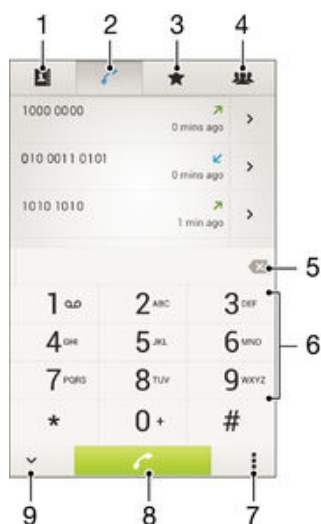 1 2 3 4
1000 0000
0 mins ago
010 0011 0101
0 mins ago
1010 1010
1 min ago
5
1 2 ABC 3 DEF
4 GHI 5 JKL 6 MNO
6
7 PQRS 8 TUV 9 WXYZ
* 0 + #
9 8 7